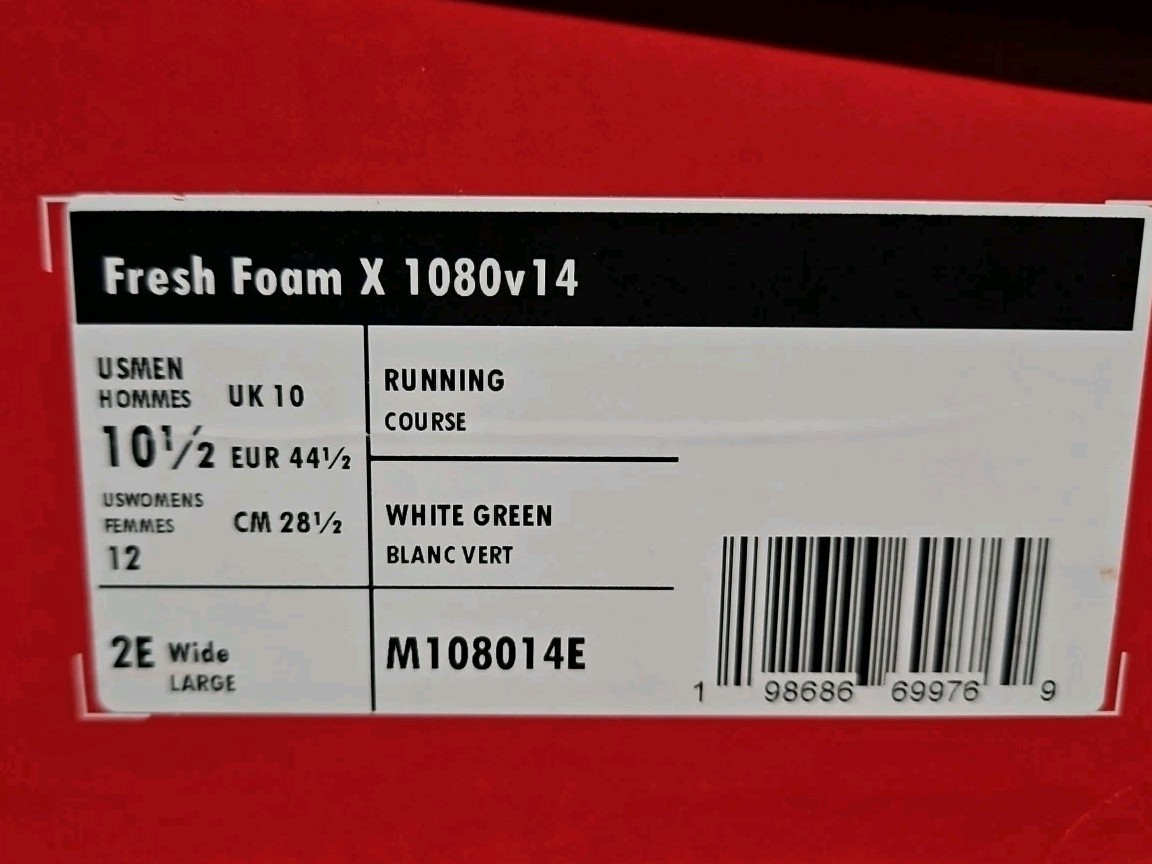 Fresh Foam X 1080v14
USMEN
HOMMES
10½
UK 10
EUR 44½
USWOMENS
FEMMES
12
CM 28½
2E Wide
LARGE
RUNNING
COURSE
WHITE GREEN
BLANC VERT
M108014E
1 98686 69976 9